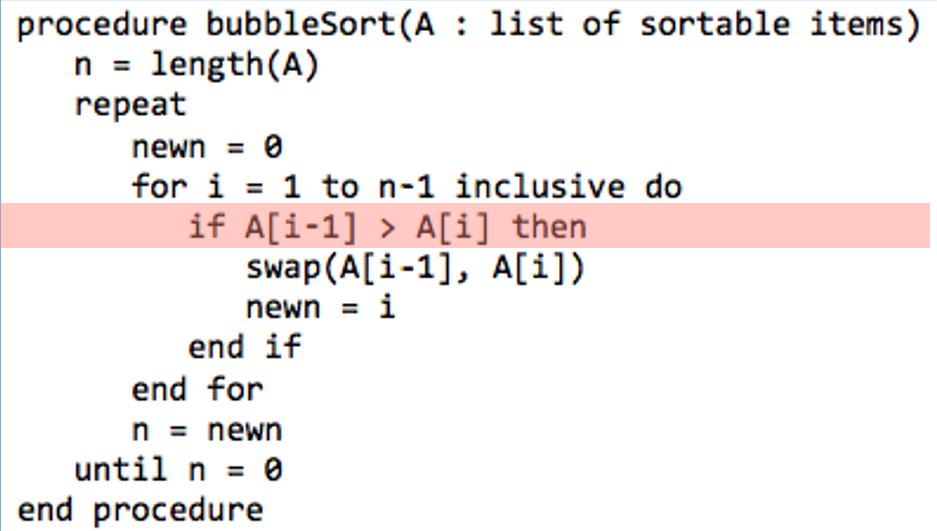 procedure bubbleSort(A : list of sortable items)
   n = length(A)
   repeat
      newn = 0
      for i = 1 to n-1 inclusive do
         if A[i-1] > A[i] then
            swap(A[i-1], A[i])
            newn = i
         end if
      end for
      n = newn
   until n = 0
end procedure